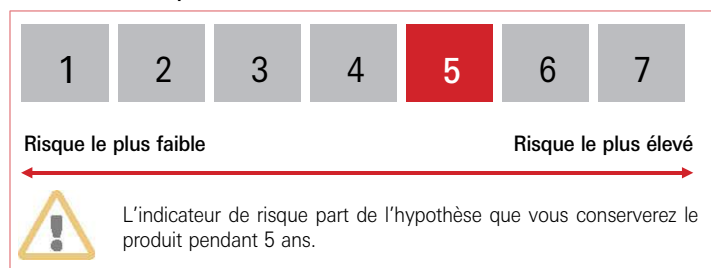 1 2 3 4 5 6 7
Risque le plus faible Risque le plus élevé
L'indicateur de risque part de l'hypothèse que vous conserverez le
produit pendant 5 ans.